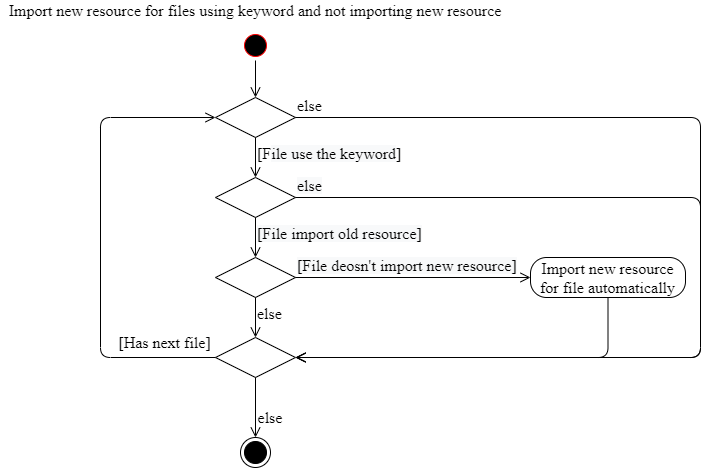 Import new resource for files using keyword and not importing new resource
else
[File use the keyword]
else
[File import old resource]
[File deosn't import new resource]
Import new resource
for file automatically
else
[Has next file]
else